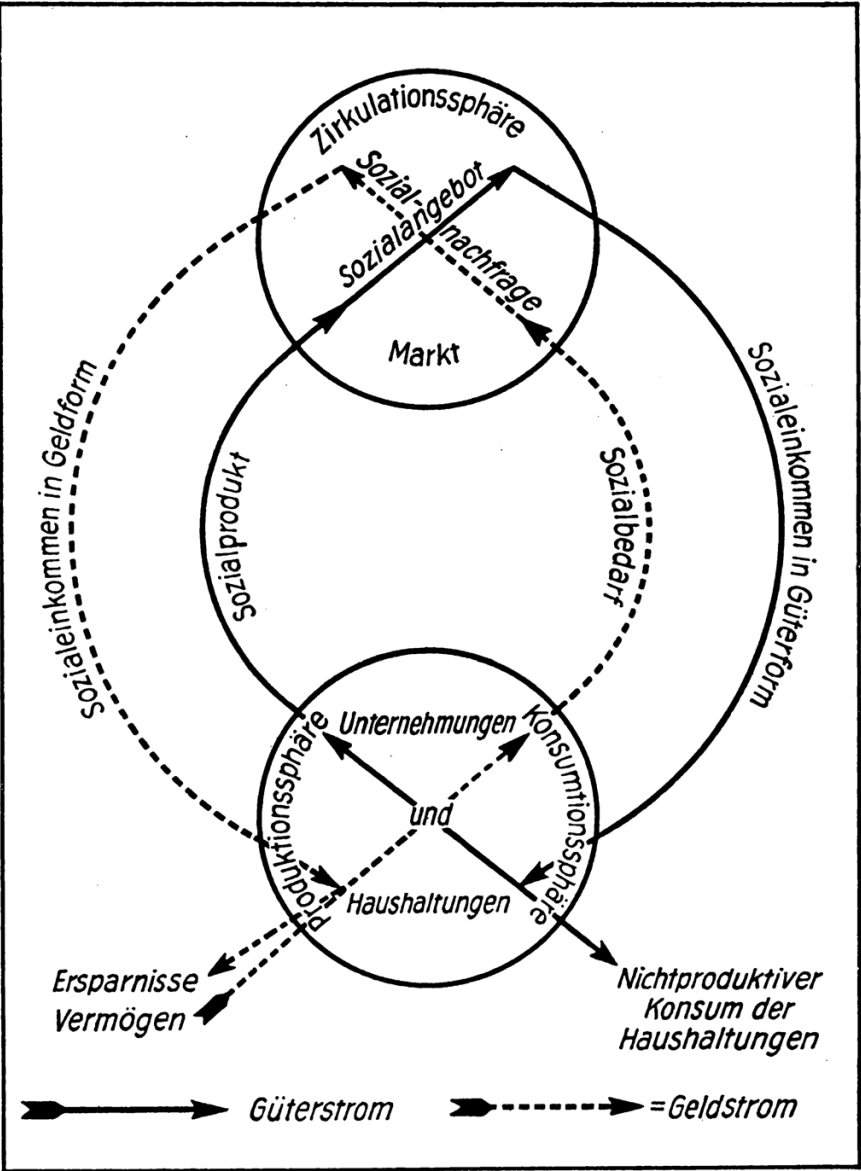 Zirkulationssphäre
Sozial-
nachfrage
Sozialangebot
Markt
Sozialeinkommen in Geldform
Sozialprodukt
Sozialbedarf
Sozialeinkommen in Güterform
Produktionssphäre
Unternehmungen
Konsumtionssphäre
und
Haushaltungen
Ersparnisse
Vermögen
Nichtproduktiver
Konsum der
Haushaltungen
Güterstrom
=Geldstrom